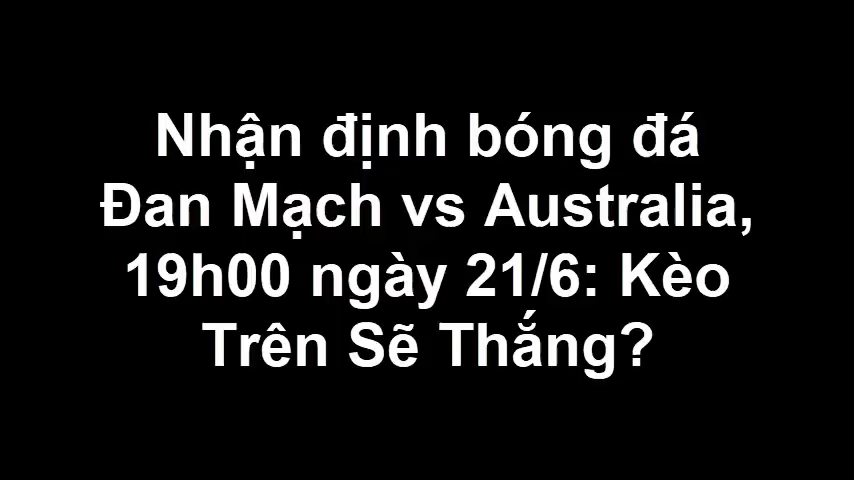 Nhận định bóng đá
Đan Mạch vs Australia,
19h00 ngày 21/6: Kèo
Trên Sẽ Thắng?